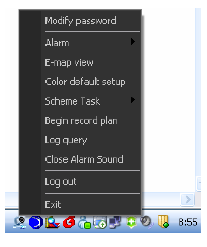 Modify password
Alarm
E-map view
Color default setup
Scheme Task
Begin record plan
Log query
Close Alarm Sound
Log out
Exit
8:55